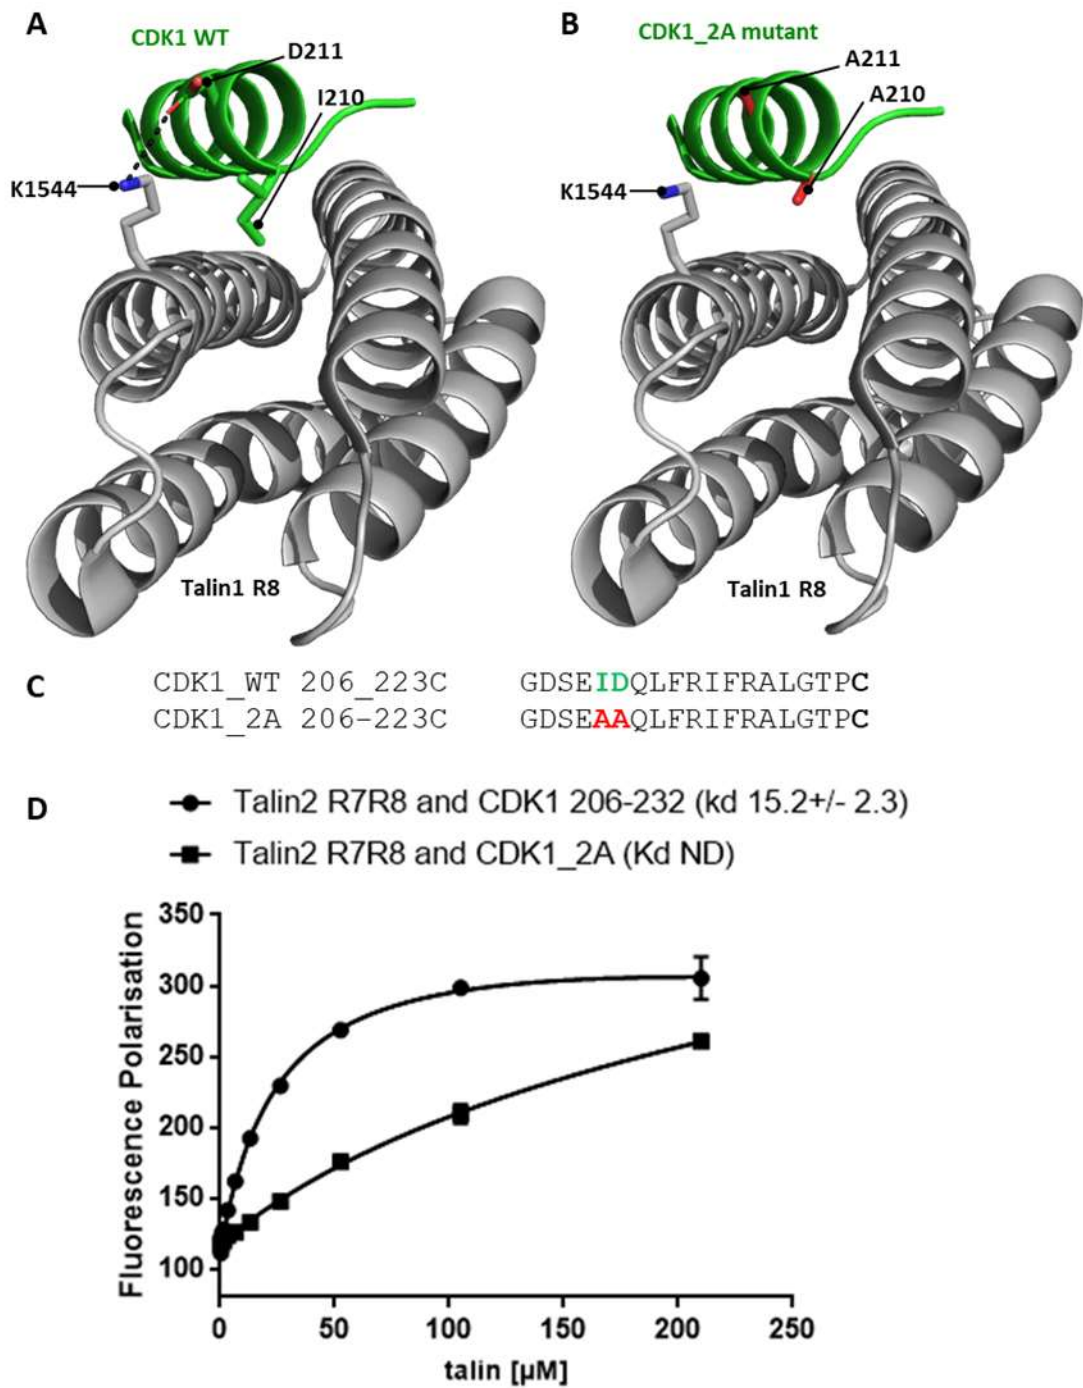 A
CDK1 WT
D211
I210
K1544
Talin1 R8
B
CDK1_2A mutant
A211
A210
K1544
Talin1 R8
C
CDK1_WT 206_223C GDSEIDQLFRIFRALGTPC
CDK1_2A 206-223C GDSEAAQLFRIFRALGTPC
D
Talin2 R7R8 and CDK1 206-232 (kd 15.2+/- 2.3)
Talin2 R7R8 and CDK1_2A (Kd ND)
Fluorescence Polarisation
350
300
250
200
150
100
0 50 100 150 200 250
talin [µM]